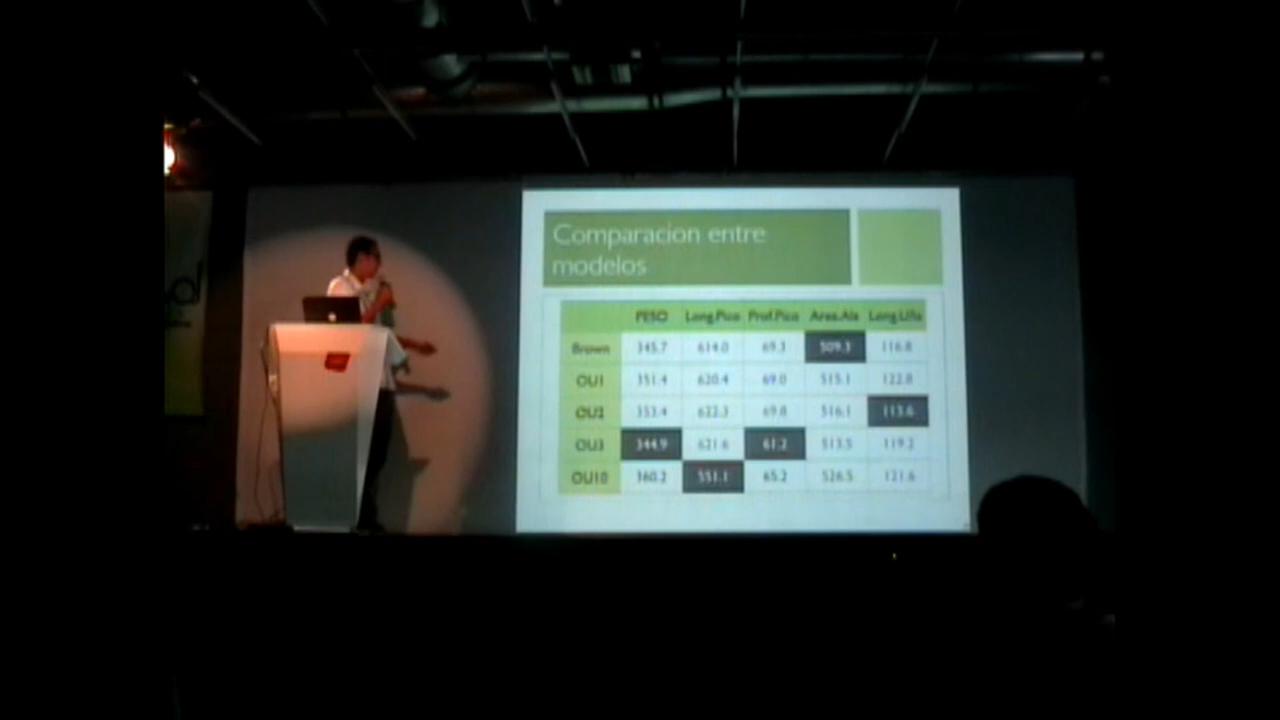 Comparacion entre
modelos
PESO Long.Pico Prof.Pico Area.Ala Long.Uña
Brown 345.7 614.0 69.3 509.3 116.8
OU1 351.4 620.4 69.0 515.1 122.8
OU2 353.4 622.3 69.8 516.1 113.6
OU3 344.9 621.6 61.2 513.5 119.2
OU10 360.2 551.1 65.2 526.5 121.6